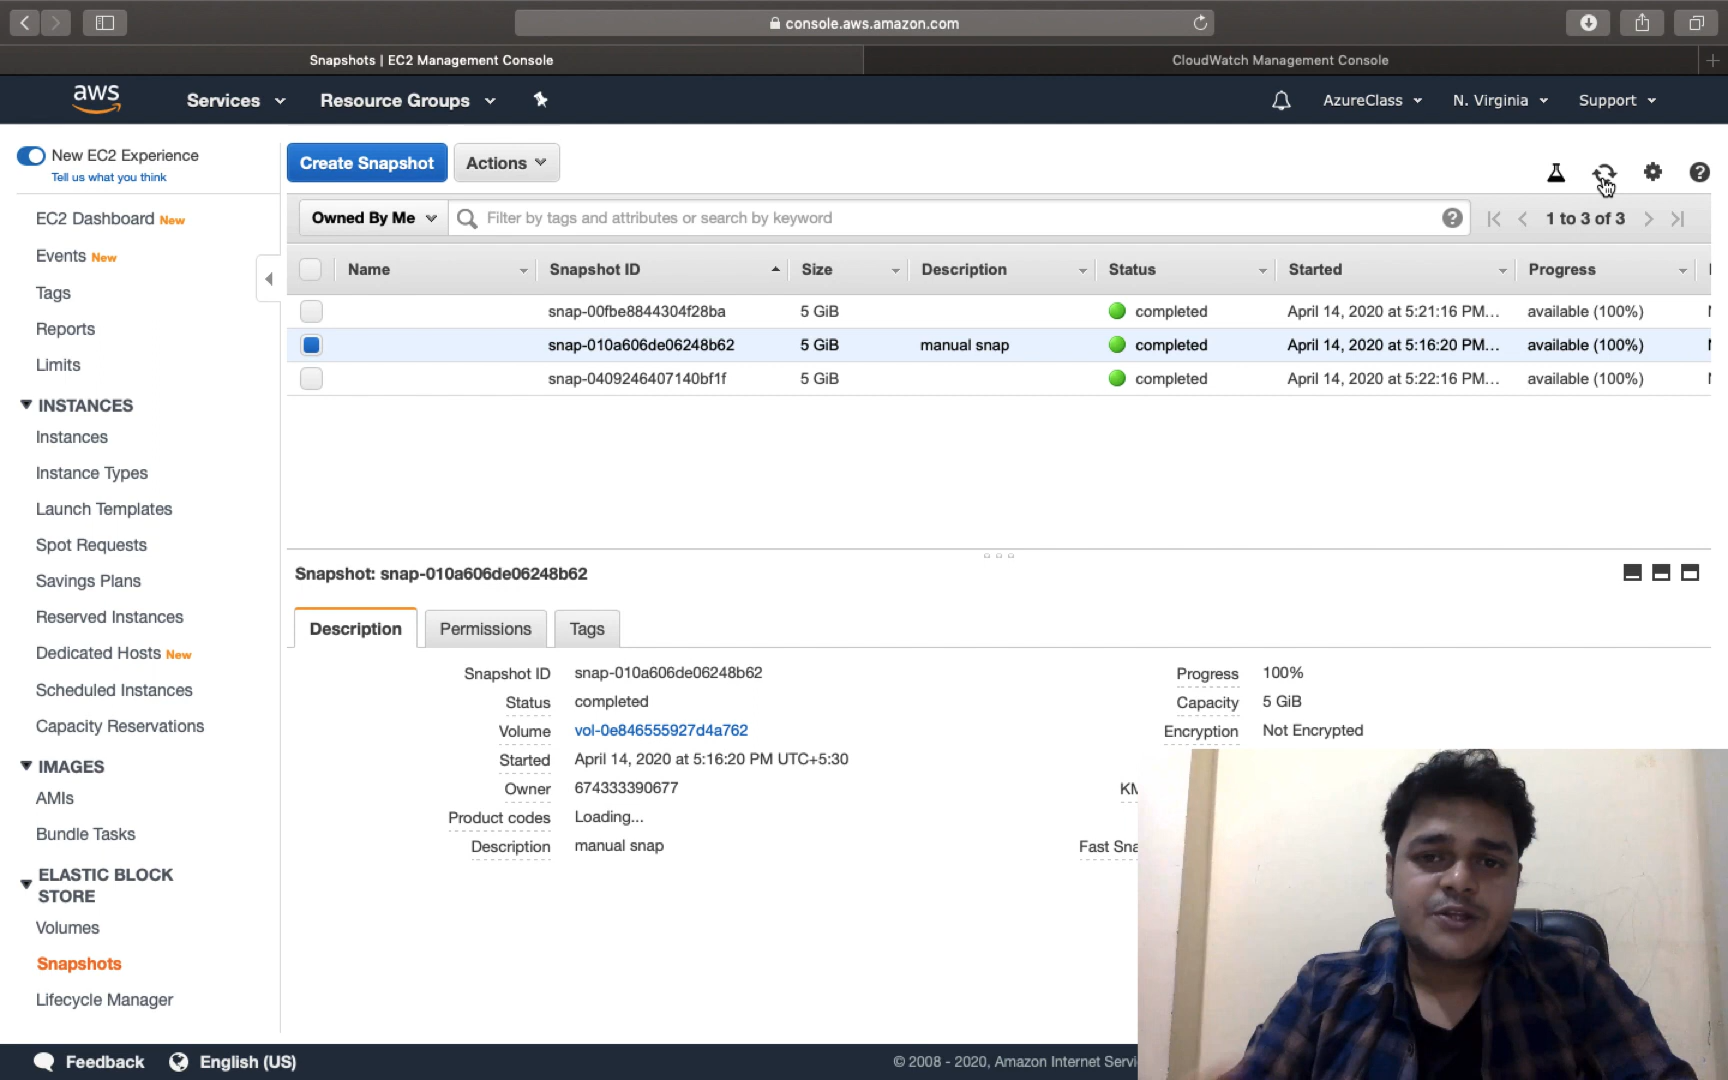 console.aws.amazon.com
Snapshots | EC2 Management Console
CloudWatch Management Console
aws
Services
Resource Groups
AzureClass
N. Virginia
Support
New EC2 Experience
Tell us what you think
EC2 Dashboard New
Events New
Tags
Reports
Limits
INSTANCES
Instances
Instance Types
Launch Templates
Spot Requests
Savings Plans
Reserved Instances
Dedicated Hosts New
Scheduled Instances
Capacity Reservations
IMAGES
AMIs
Bundle Tasks
ELASTIC BLOCK
STORE
Volumes
Snapshots
Lifecycle Manager
Create Snapshot
Actions
Owned By Me
Filter by tags and attributes or search by keyword
1 to 3 of 3
Name Snapshot ID Size Description Status Started Progress
snap-00fbe8844304f28ba 5 GiB completed April 14, 2020 at 5:21:16 PM... available (100%)
snap-010a606de06248b62 5 GiB manual snap completed April 14, 2020 at 5:16:20 PM... available (100%)
snap-0409246407140bf1f 5 GiB completed April 14, 2020 at 5:22:16 PM... available (100%)
Snapshot: snap-010a606de06248b62
Description
Permissions
Tags
Snapshot ID snap-010a606de06248b62
Status completed
Volume vol-0e846555927d4a762
Started April 14, 2020 at 5:16:20 PM UTC+5:30
Owner 674333390677
Product codes Loading...
Description manual snap
Progress 100%
Capacity 5 GiB
Encryption Not Encrypted
Fast
Feedback
English (US)
© 2008 - 2020, Amazon Internet